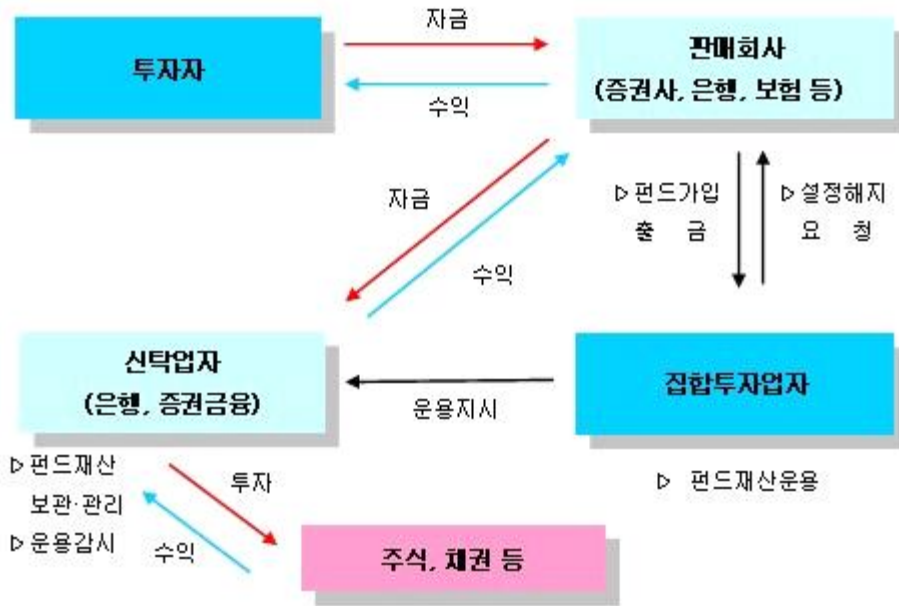 자금
투자자
판매회사
(증권사, 은행, 보험 등)
수익
자금
▷펀드가입
출 금
▷설정해지
요 청
수익
신탁업자
(은행, 증권금융)
집합투자업자
운용지시
▷펀드재산
보관·관리
▷운용감시
투자
▷ 펀드재산운용
수익
주식, 채권 등